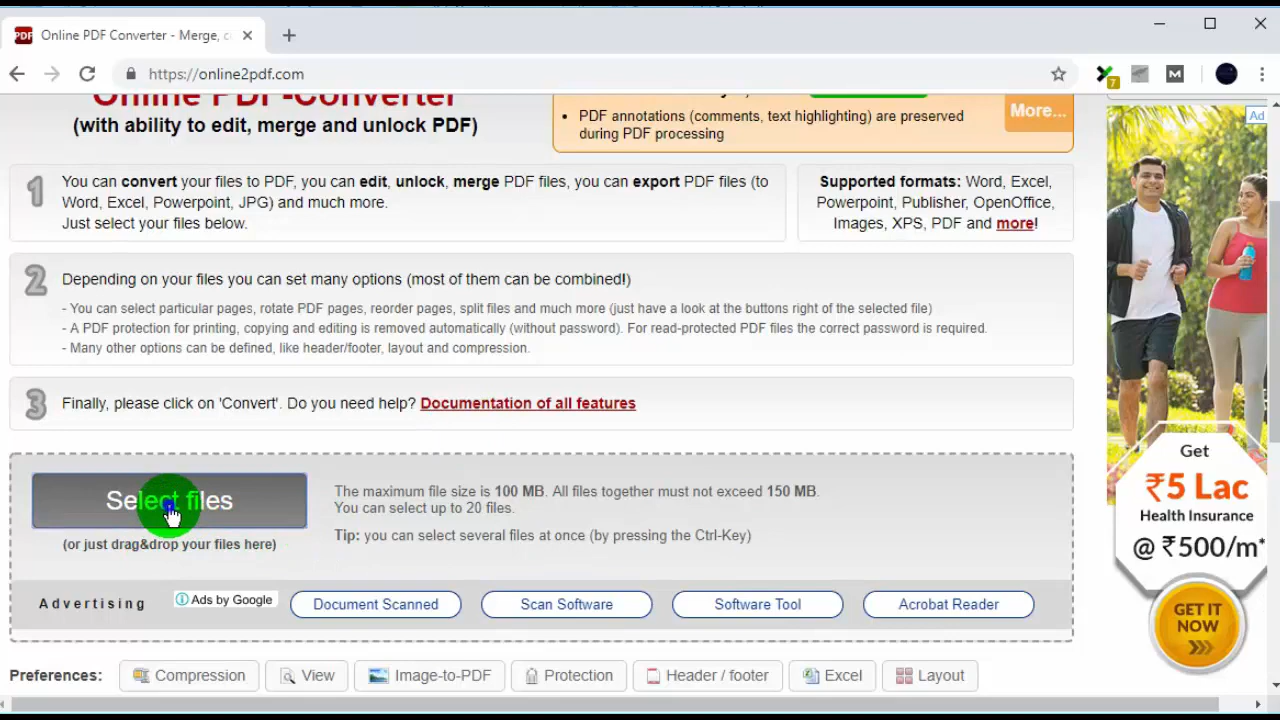 PDF Online PDF Converter - Merge, c
https://online2pdf.com
7
M
Online PDF-Converter
(with ability to edit, merge and unlock PDF)
PDF annotations (comments, text highlighting) are preserved
during PDF processing
More...
Ad
1
You can convert your files to PDF, you can edit, unlock, merge PDF files, you can export PDF files (to
Word, Excel, Powerpoint, JPG) and much more.
Just select your files below.
Supported formats: Word, Excel,
Powerpoint, Publisher, OpenOffice,
Images, XPS, PDF and more!
2
Depending on your files you can set many options (most of them can be combined!)
- You can select particular pages, rotate PDF pages, reorder pages, split files and much more (just have a look at the buttons right of the selected file)
- A PDF protection for printing, copying and editing is removed automatically (without password). For read-protected PDF files the correct password is required.
- Many other options can be defined, like header/footer, layout and compression.
3
Finally, please click on 'Convert'. Do you need help? Documentation of all features
Select files
(or just drag&drop your files here)
The maximum file size is 100 MB. All files together must not exceed 150 MB.
You can select up to 20 files.
Tip: you can select several files at once (by pressing the Ctrl-Key)
Advertising
Ads by Google
Document Scanned
Scan Software
Software Tool
Acrobat Reader
Preferences:
Compression
View
Image-to-PDF
Protection
Header / footer
Excel
Layout
Get
₹5 Lac
Health Insurance
@ ₹500/m*
GET IT
NOW